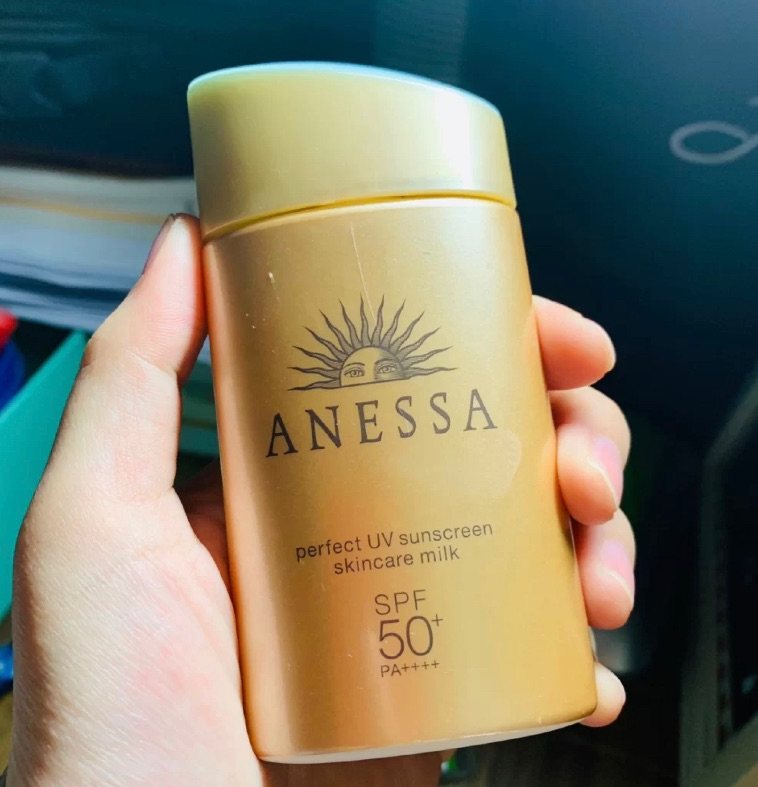 ANESSA
perfect UV sunscreen
skincare milk
SPF
50+
PA++++